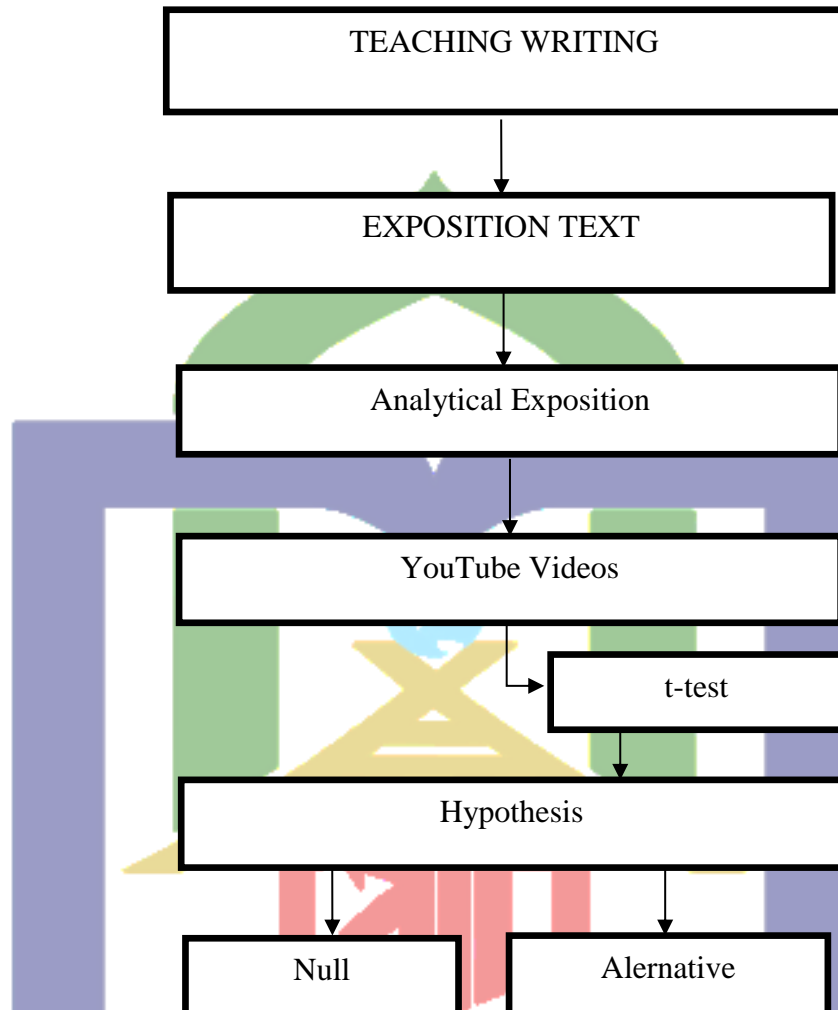 TEACHING WRITING
EXPOSITION TEXT
Analytical Exposition
YouTube Videos
t-test
Hypothesis
Null
Alernative